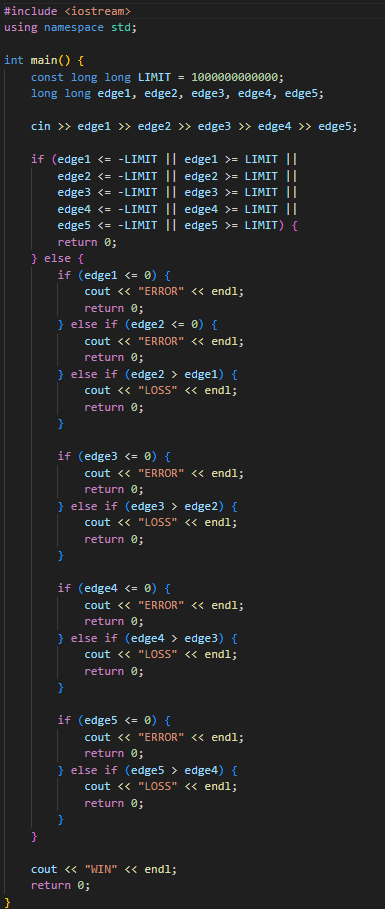 #include <iostream>
using namespace std;

int main() {
    const long long LIMIT = 1000000000000;
    long long edge1, edge2, edge3, edge4, edge5;

    cin >> edge1 >> edge2 >> edge3 >> edge4 >> edge5;

    if (edge1 <= -LIMIT || edge1 >= LIMIT ||
        edge2 <= -LIMIT || edge2 >= LIMIT ||
        edge3 <= -LIMIT || edge3 >= LIMIT ||
        edge4 <= -LIMIT || edge4 >= LIMIT ||
        edge5 <= -LIMIT || edge5 >= LIMIT) {
        return 0;
    } else {
        if (edge1 <= 0) {
            cout << "ERROR" << endl;
            return 0;
        } else if (edge2 <= 0) {
            cout << "ERROR" << endl;
            return 0;
        } else if (edge2 > edge1) {
            cout << "LOSS" << endl;
            return 0;
        }

        if (edge3 <= 0) {
            cout << "ERROR" << endl;
            return 0;
        } else if (edge3 > edge2) {
            cout << "LOSS" << endl;
            return 0;
        }

        if (edge4 <= 0) {
            cout << "ERROR" << endl;
            return 0;
        } else if (edge4 > edge3) {
            cout << "LOSS" << endl;
            return 0;
        }

        if (edge5 <= 0) {
            cout << "ERROR" << endl;
            return 0;
        } else if (edge5 > edge4) {
            cout << "LOSS" << endl;
            return 0;
        }
    }

    cout << "WIN" << endl;
    return 0;
}